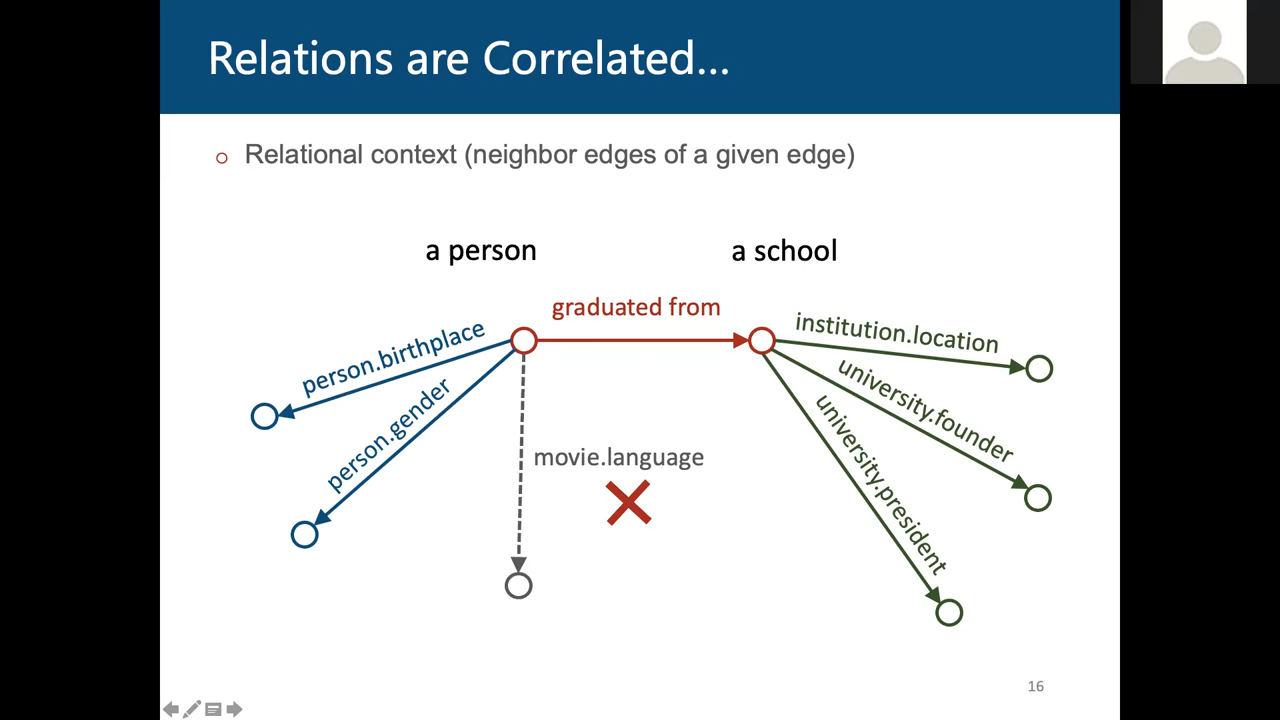 Relations are Correlated...
Relational context (neighbor edges of a given edge)
a person
a school
graduated from
person.birthplace
person.gender
movie.language
institution.location
university.founder
university.president
16